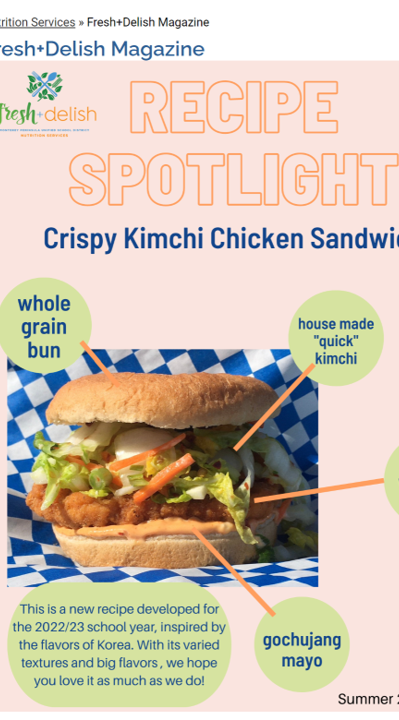 trition Services » Fresh+Delish Magazine
resh+Delish Magazine
fresh+delish
NUTRITION SERVICES
RECIPE
SPOTLIGHT
Crispy Kimchi Chicken Sandwi
whole
grain
bun
house made
"quick"
kimchi
This is a new recipe developed for
the 2022/23 school year, inspired by
the flavors of Korea. With its varied
textures and big flavors, we hope
you love it as much as we do!
gochujang
mayo
Summer